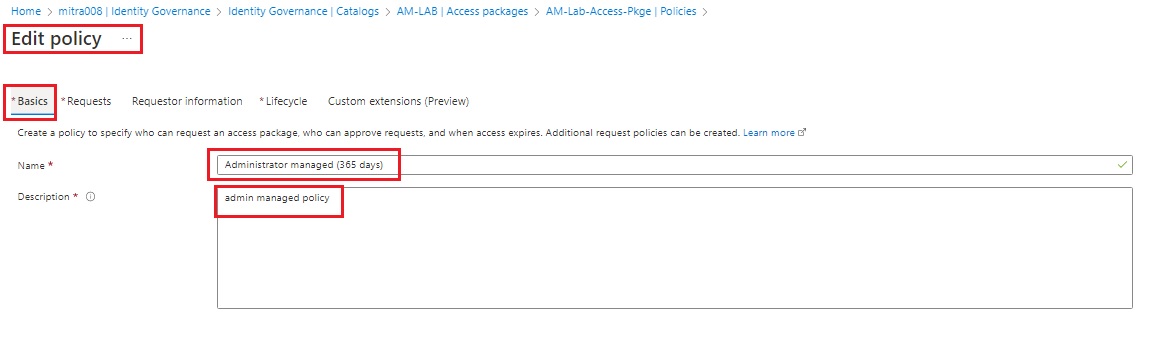 Home > mitra008 | Identity Governance > Identity Governance | Catalogs > AM-LAB | Access packages > AM-Lab-Access-Pkge | Policies >
Edit policy ...
* Basics * Requests Requestor information * Lifecycle Custom extensions (Preview)
Create a policy to specify who can request an access package, who can approve requests, and when access expires. Additional request policies can be created. Learn more
Name * Administrator managed (365 days)
Description * admin managed policy